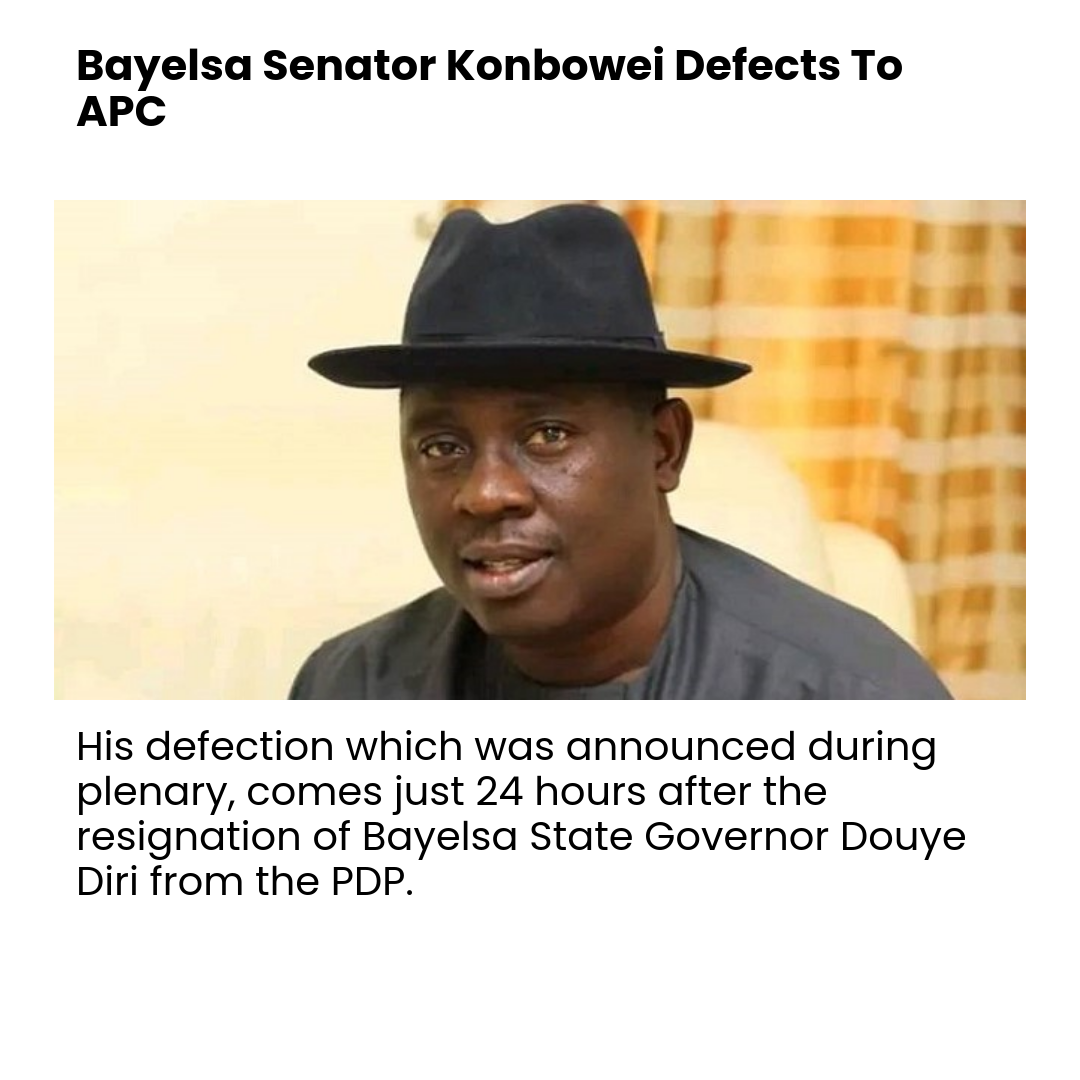 Bayelsa Senator Konbowei Defects To
APC
His defection which was announced during
plenary, comes just 24 hours after the
resignation of Bayelsa State Governor Douye
Diri from the PDP.